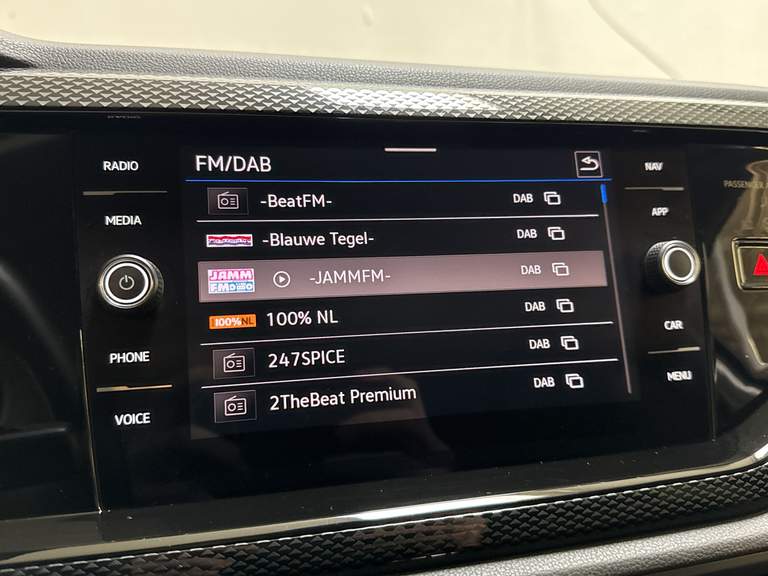 RADIO
MEDIA
PHONE
VOICE
FM/DAB
-BeatFM- DAB
-Blauwe Tegel- DAB
JAMM FM -JAMMFM- DAB
100%NL 100% NL DAB
247SPICE DAB
2TheBeat Premium DAB
NAV
APP
CAR
MENU
PASSENGER